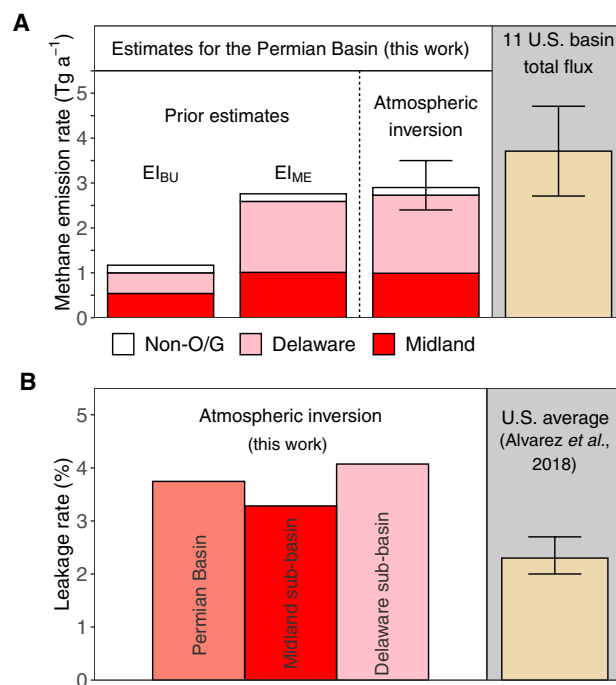 A
Estimates for the Permian Basin (this work)
11 U.S. basin
total flux
Methane emission rate (Tg a⁻¹)
5
4
3
2
1
0
Prior estimates
Atmospheric
inversion
EI_BU
EI_ME
Non-O/G
Delaware
Midland
B
Leakage rate (%)
5
4
3
2
1
0
Atmospheric inversion
(this work)
Permian Basin
Midland sub-basin
Delaware sub-basin
U.S. average
(Alvarez et al.,
2018)